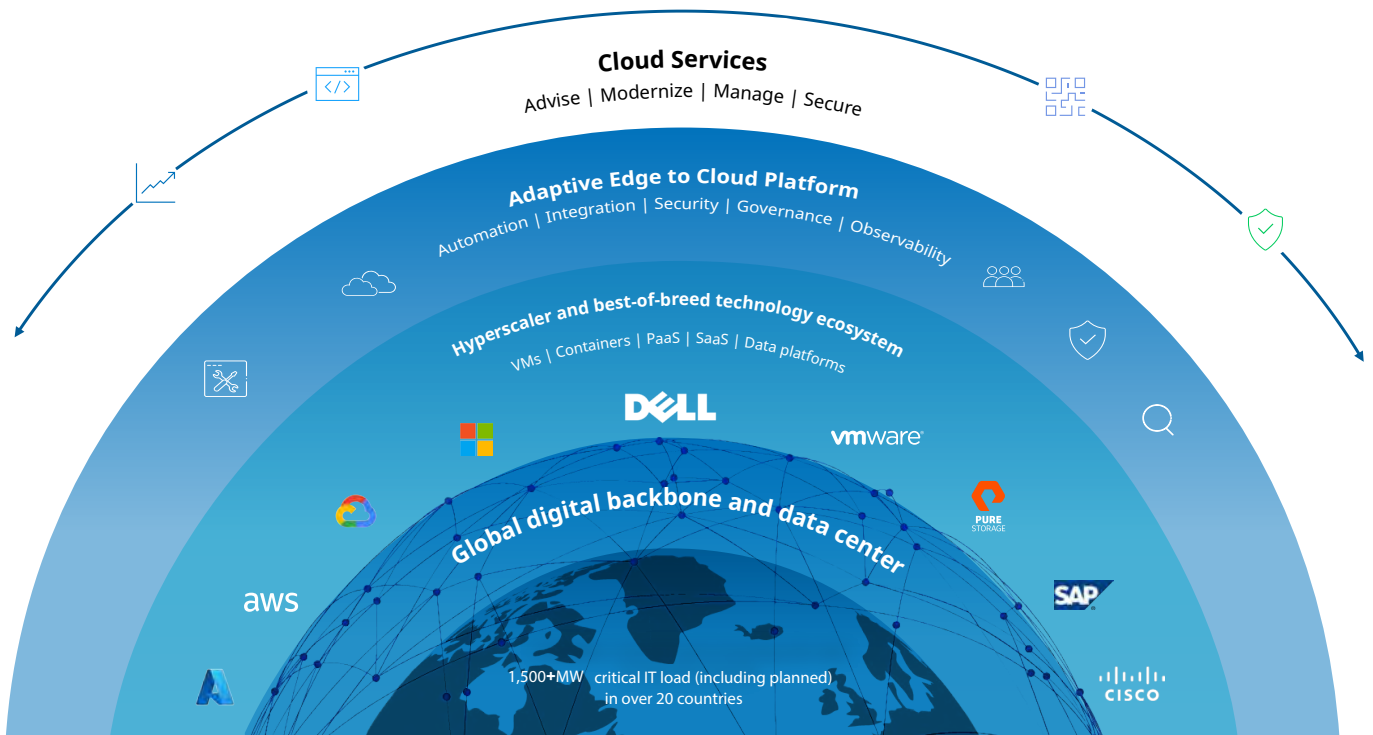 Cloud Services
Advise | Modernize | Manage | Secure
</>
Adaptive Edge to Cloud Platform
Automation | Integration | Security | Governance | Observability
Hyperscaler and best-of-breed technology ecosystem
VMs | Containers | PaaS | SaaS | Data platforms
DELL
vmware®
PURE
STORAGE
aws
SAP
CISCO
Global digital backbone and data center
1,500+MW critical IT load (including planned)
in over 20 countries